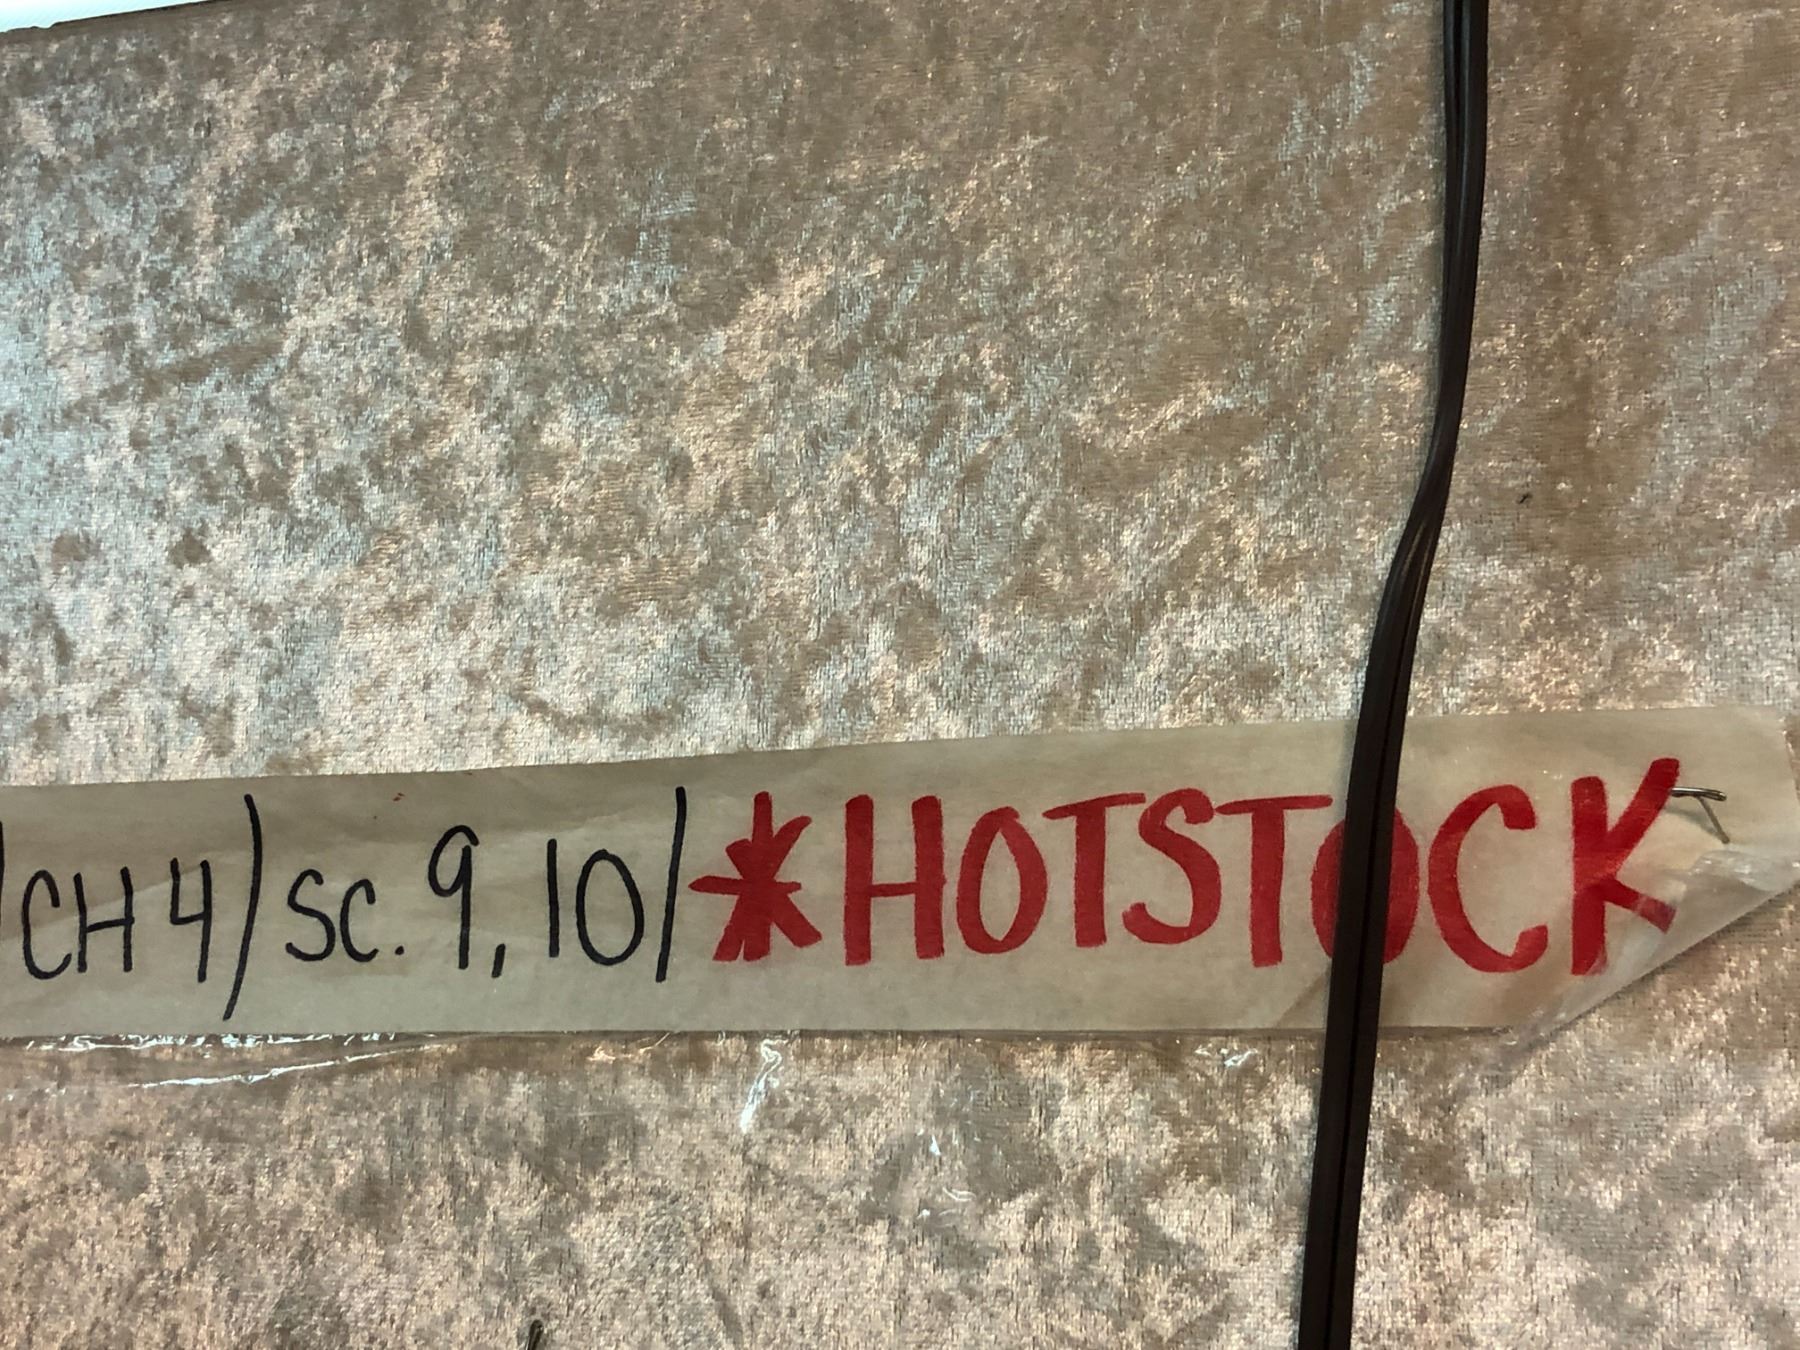 /CH 4) SC. 9, 10/ *HOTSTOCK